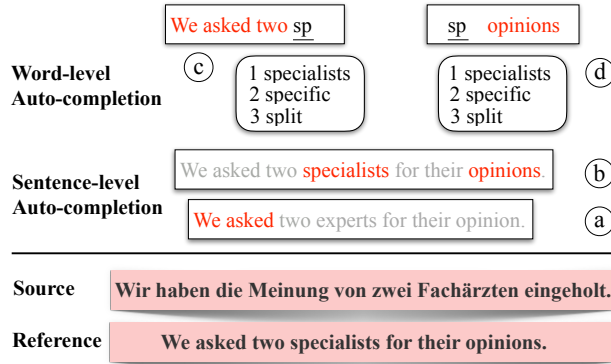 We asked two sp
sp opinions
Word-level
Auto-completion
c
1 specialists
2 specific
3 split
1 specialists
2 specific
3 split
d
Sentence-level
Auto-completion
We asked two specialists for their opinions.
b
We asked two experts for their opinion.
a
Source
Wir haben die Meinung von zwei Fachärzten eingeholt.
Reference
We asked two specialists for their opinions.